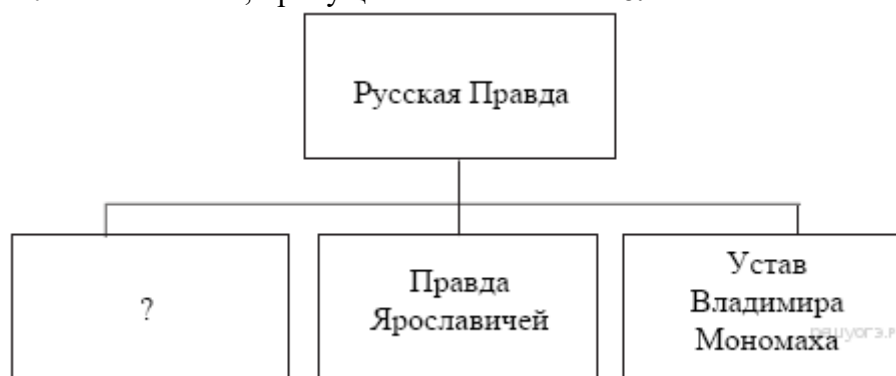 Русская Правда
?
Правда
Ярославичей
Устав
Владимира
Мономаха